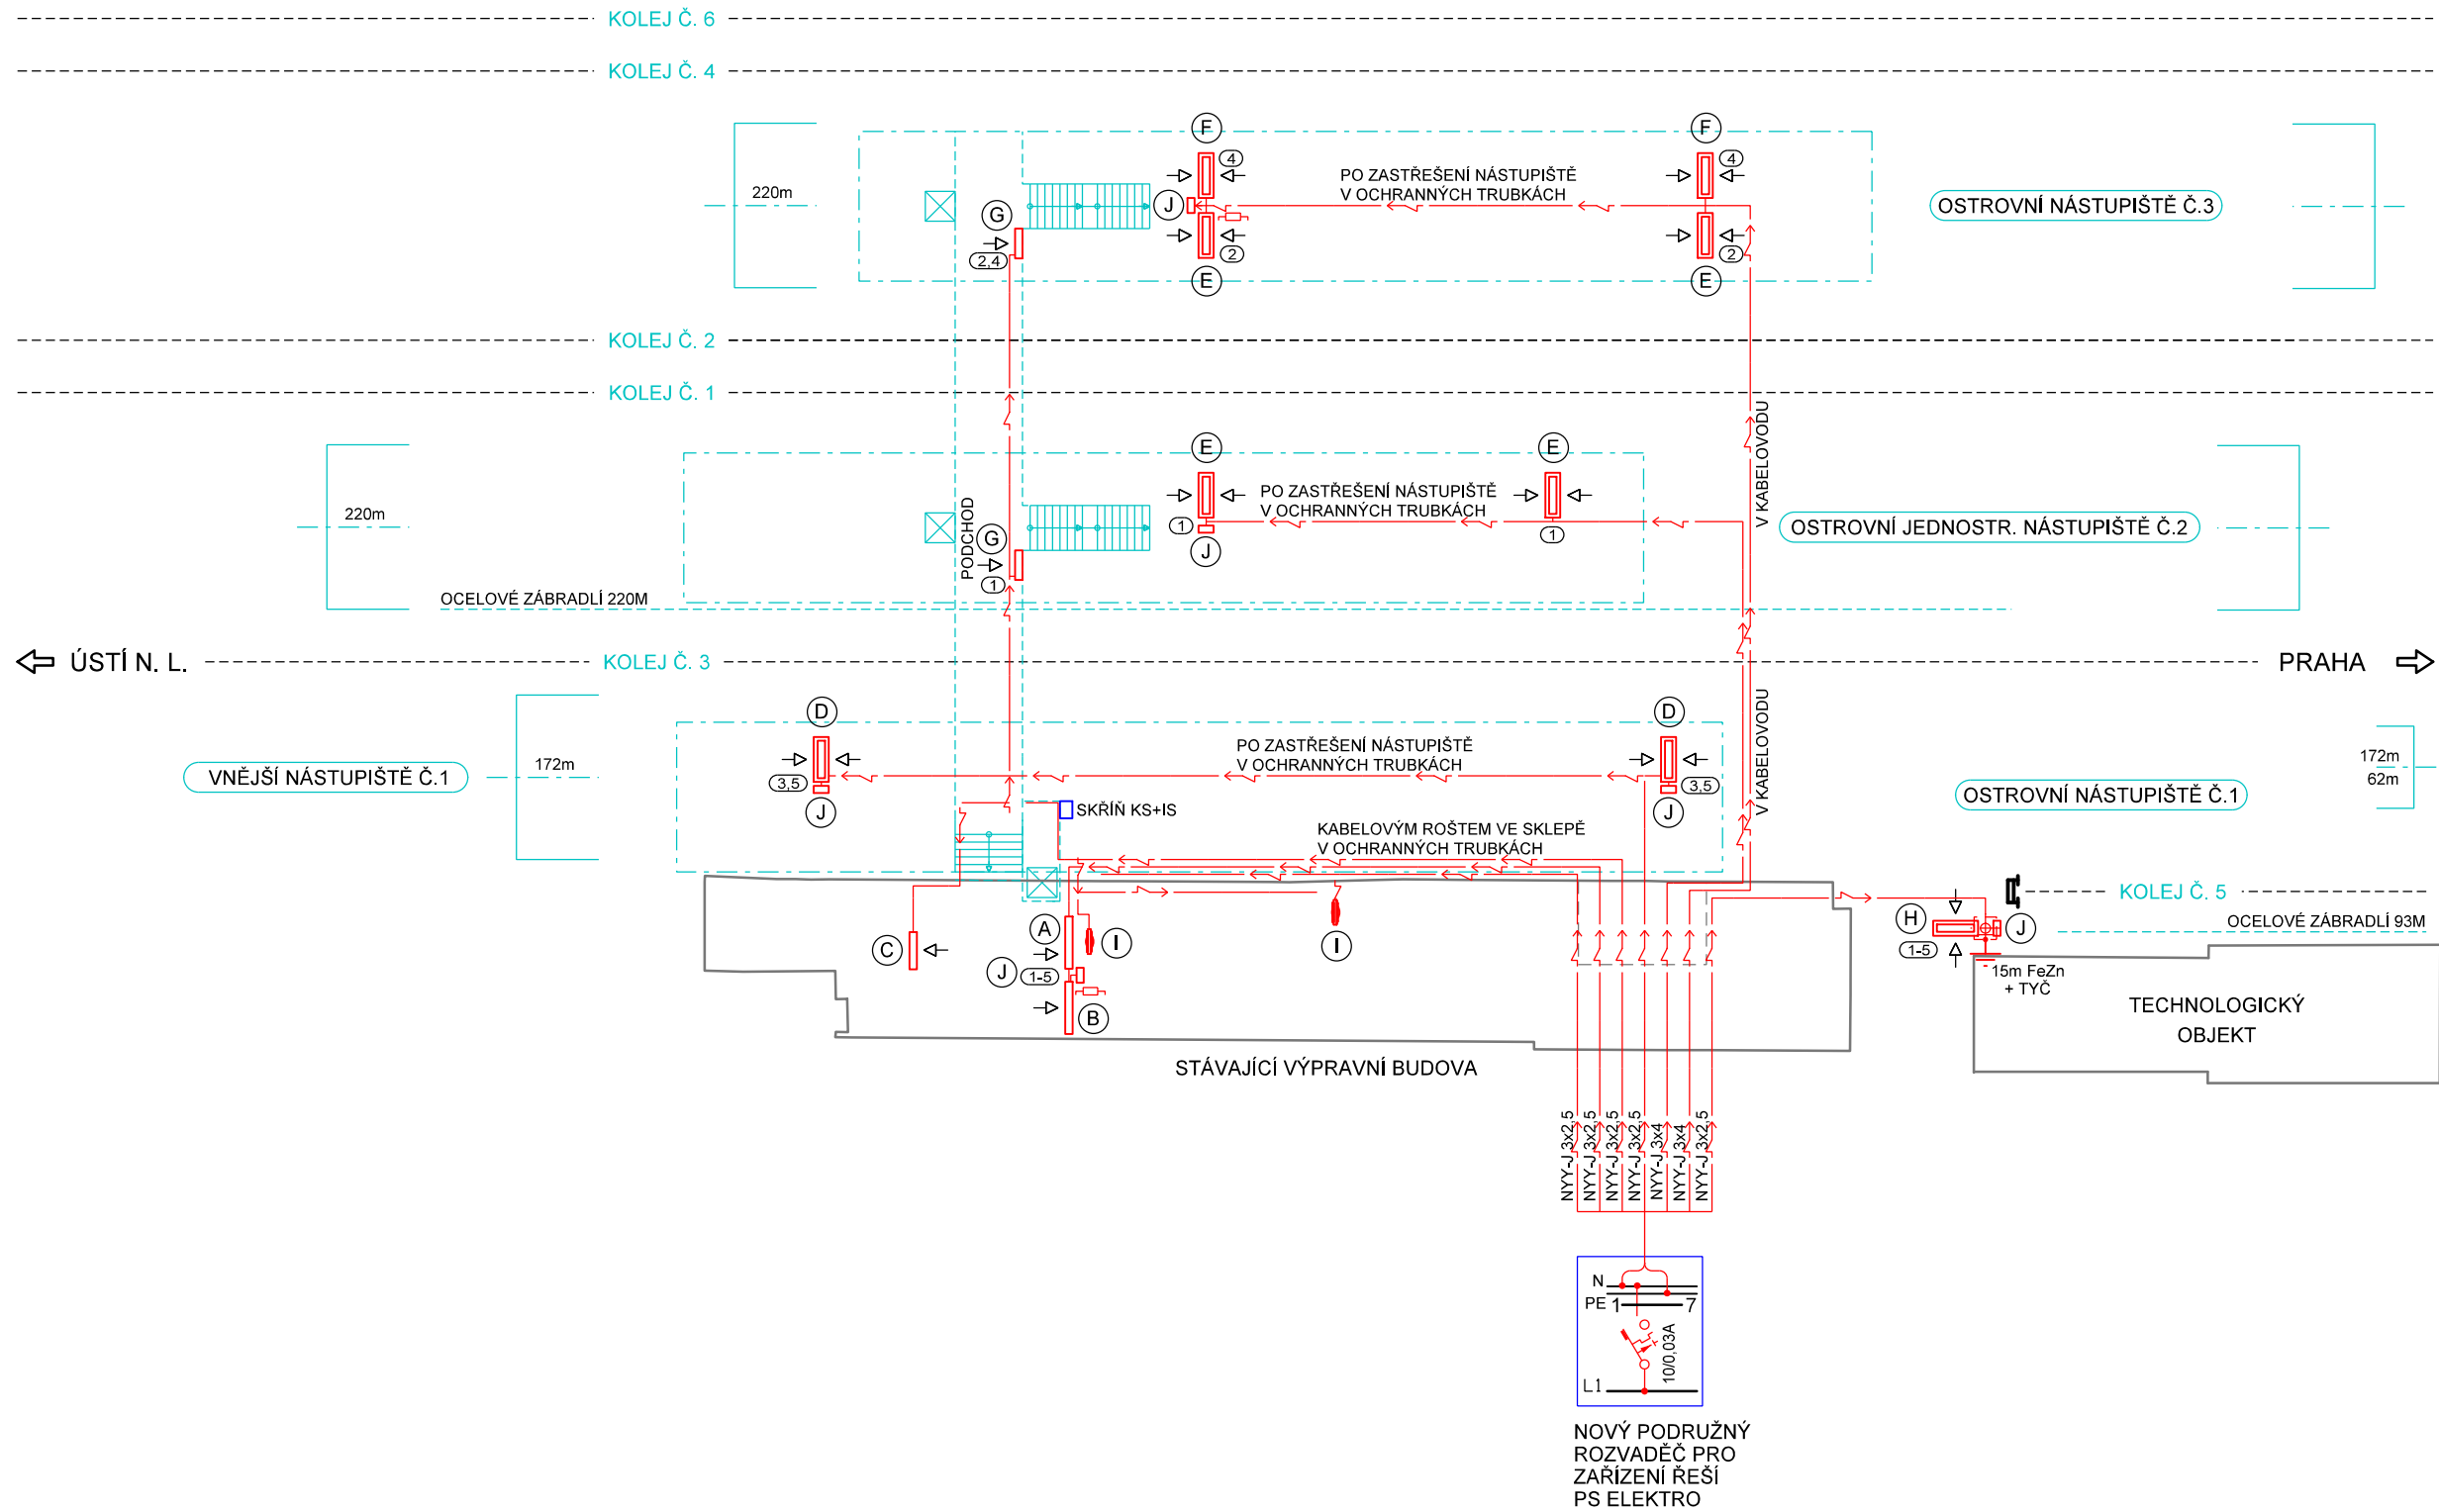 KOLEJ Č. 6
KOLEJ Č. 4
F
F
4
4
220m
PO ZASTŘEŠENÍ NÁSTUPIŠTĚ
V OCHRANNÝCH TRUBKÁCH
J
G
OSTROVNÍ NÁSTUPIŠTĚ Č.3
2,4
2
2
E
E
KOLEJ Č. 2
KOLEJ Č. 1
V KABELOVODU
E
E
220m
PO ZASTŘEŠENÍ NÁSTUPIŠTĚ
V OCHRANNÝCH TRUBKÁCH
1
1
J
PODCHOD
G
1
OSTROVNÍ JEDNOSTR. NÁSTUPIŠTĚ Č.2
OCELOVÉ ZÁBRADLÍ 220M
ÚSTÍ N. L.
KOLEJ Č. 3
PRAHA
V KABELOVODU
D
D
PO ZASTŘEŠENÍ NÁSTUPIŠTĚ
V OCHRANNÝCH TRUBKÁCH
VNĚJŠÍ NÁSTUPIŠTĚ Č.1
172m
172m
62m
3,5
3,5
J
J
OSTROVNÍ NÁSTUPIŠTĚ Č.1
SKŘÍŇ KS+IS
KABELOVÝM ROŠTEM VE SKLEPĚ
V OCHRANNÝCH TRUBKÁCH
KOLEJ Č. 5
OCELOVÉ ZÁBRADLÍ 93M
H
J
1-5
15m FeZn
+ TYČ
C
A
I
I
J
1-5
B
TECHNOLOGICKÝ
OBJEKT
STÁVAJÍCÍ VÝPRAVNÍ BUDOVA
NYY-J 3x2,5
NYY-J 3x2,5
NYY-J 3x2,5
NYY-J 3x2,5
NYY-J 3x4
NYY-J 3x4
NYY-J 3x2,5
N
PE 1 7
10/0,03A
L1
NOVÝ PODRUŽNÝ
ROZVADĚČ PRO
ZAŘÍZENÍ ŘEŠÍ
PS ELEKTRO